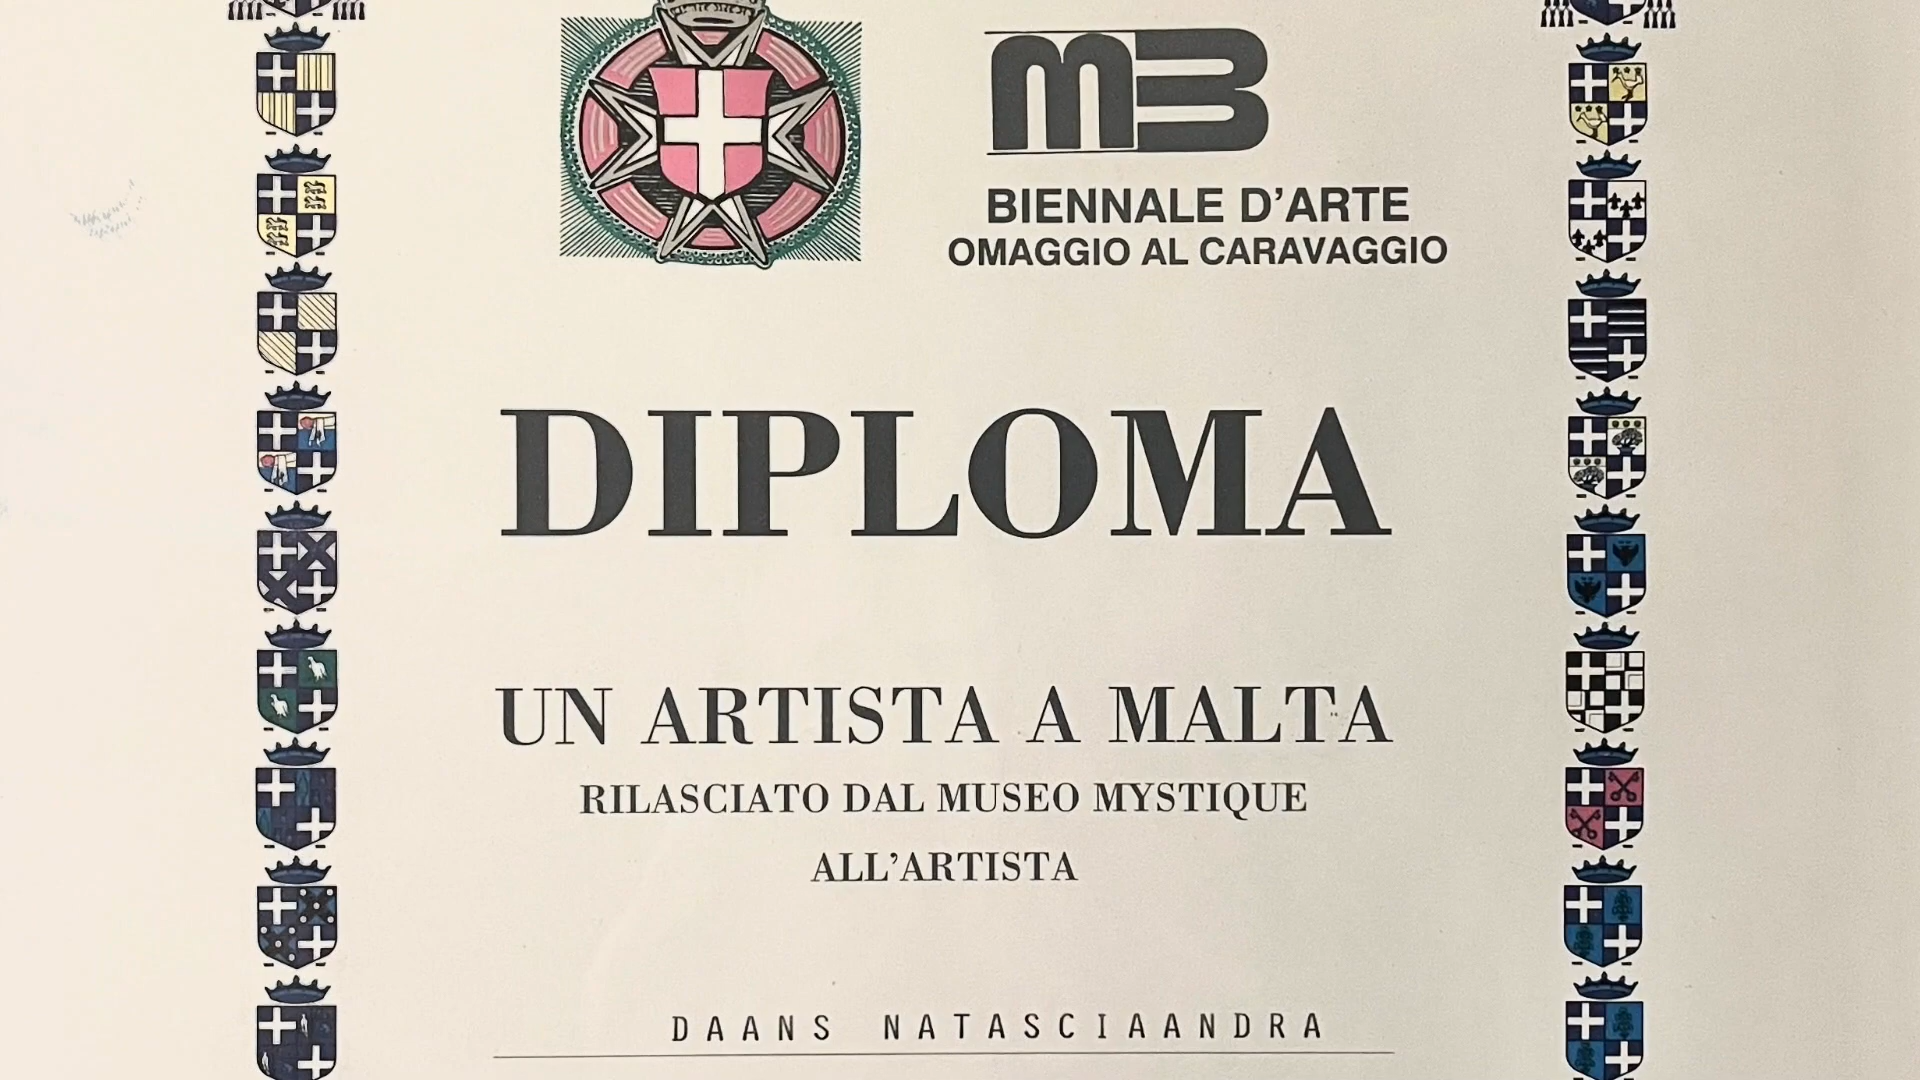 MB
BIENNALE D'ARTE
OMAGGIO AL CARAVAGGIO
DIPLOMA
UN ARTISTA A MALTA
RILASCIATO DAL MUSEO MYSTIQUE
ALL'ARTISTA
DAANS NATASCIAANDRA